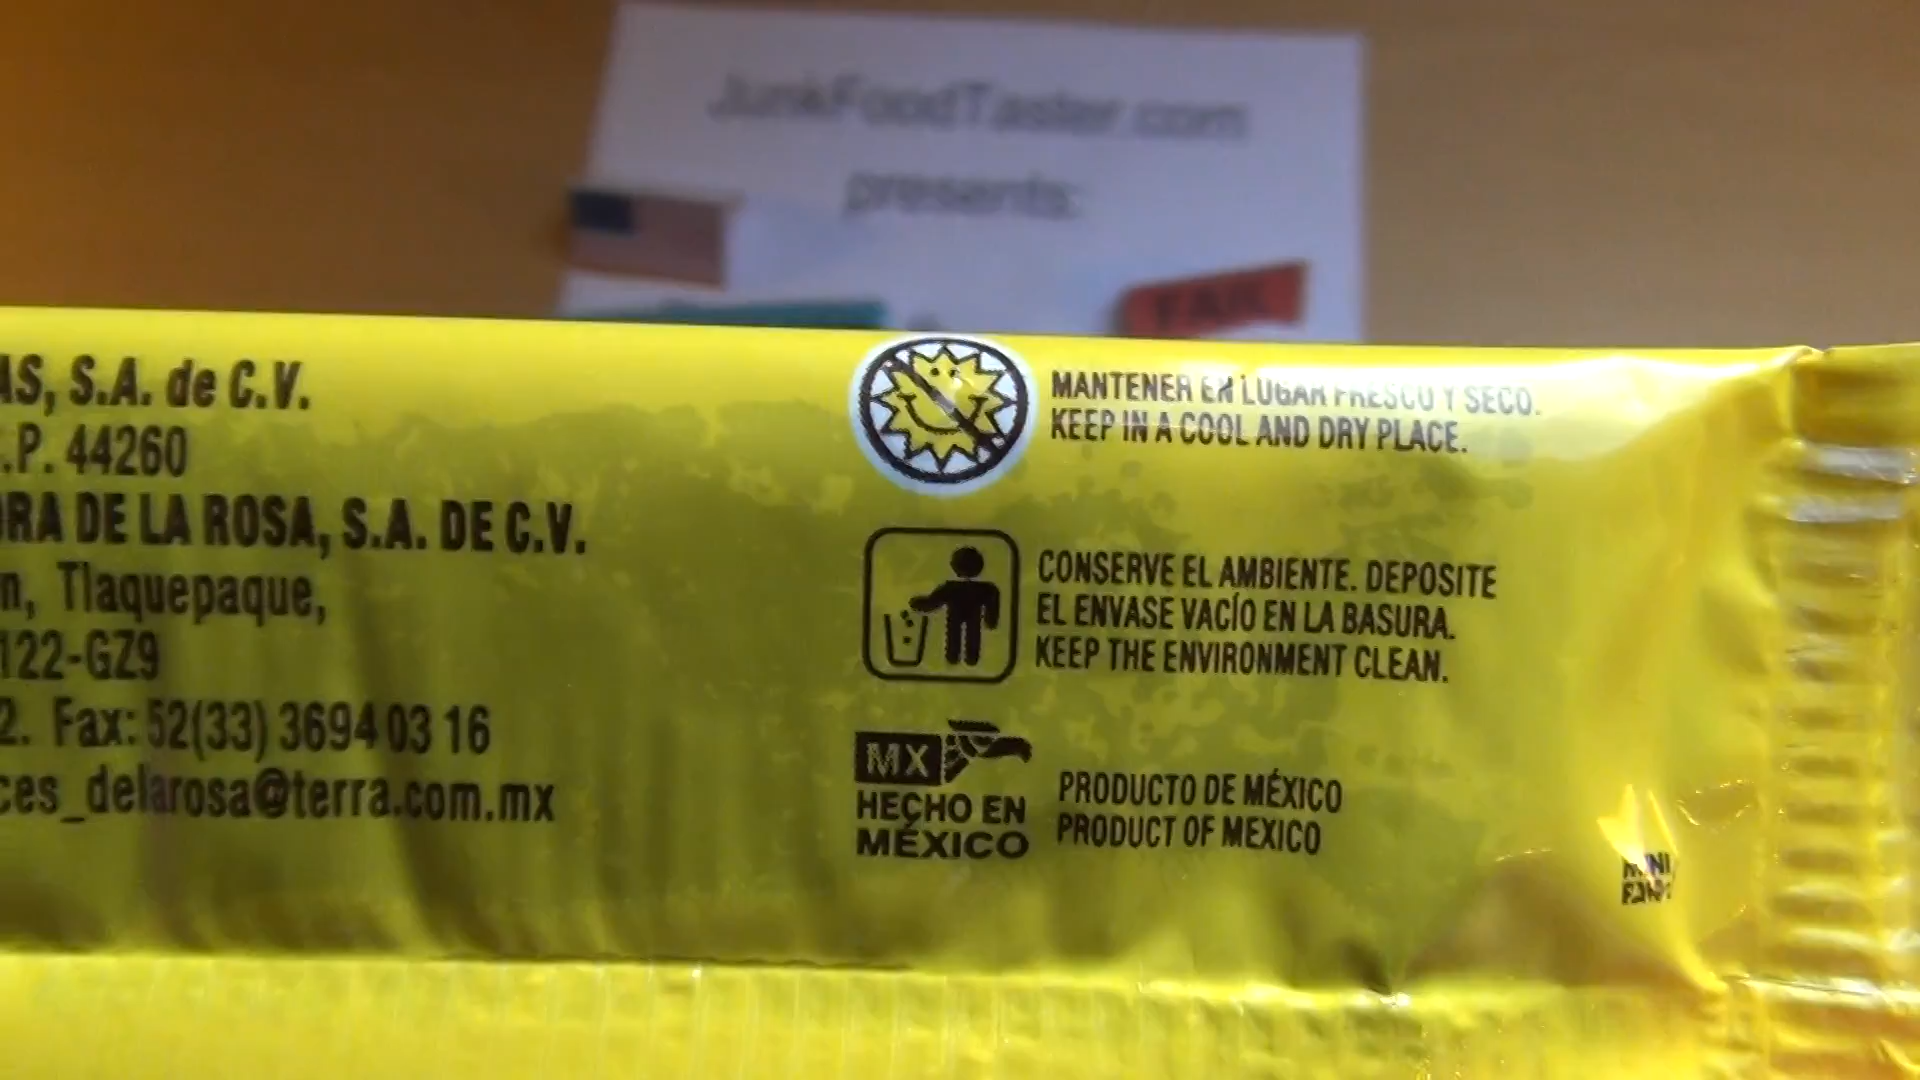 JunkFoodTaster.com
presents:
AS, S.A. de C.V.
.P. 44260
RA DE LA ROSA, S.A. DE C.V.
n, Tlaquepaque,
122-GZ9
2. Fax: 52(33) 3694 03 16
ces_delarosa@terra.com.mx
MANTENER EN LUGAR FRESCO Y SECO.
KEEP IN A COOL AND DRY PLACE.
CONSERVE EL AMBIENTE. DEPOSITE
EL ENVASE VACÍO EN LA BASURA.
KEEP THE ENVIRONMENT CLEAN.
MX
HECHO EN
MÉXICO
PRODUCTO DE MÉXICO
PRODUCT OF MEXICO